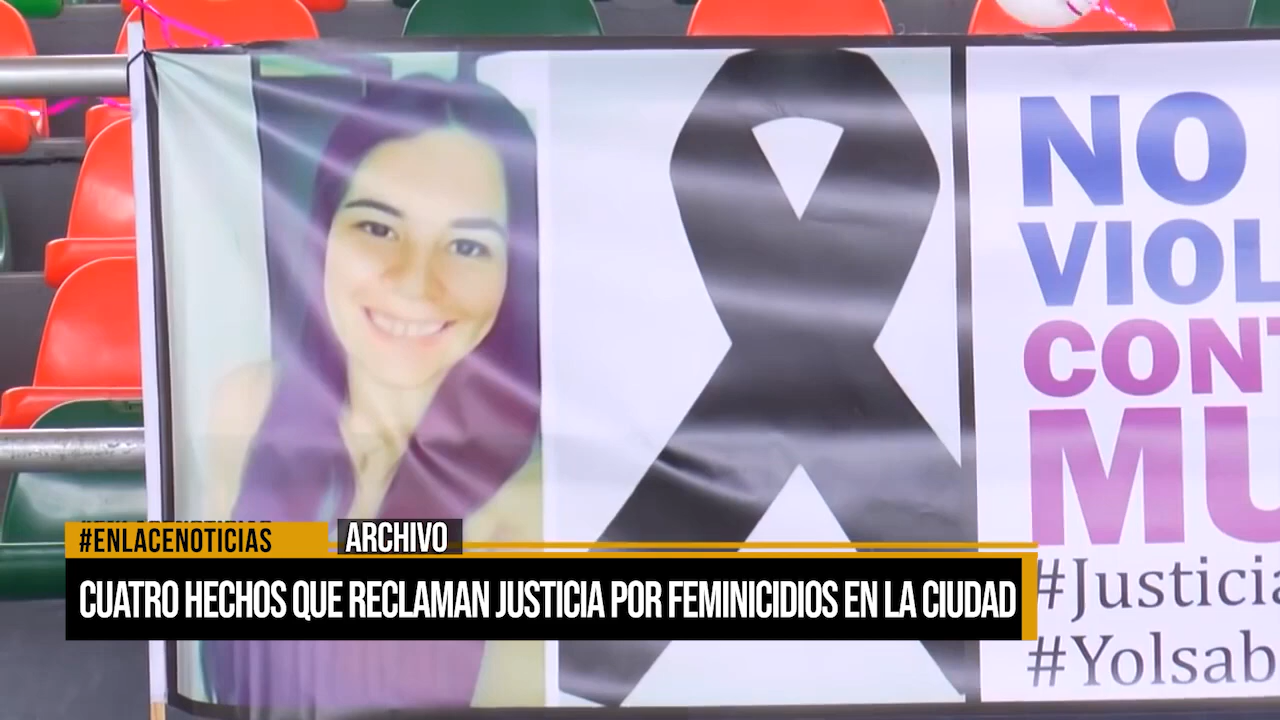 NO
VIOL
CONT
MU
#Justicia
#Yolsab
#ENLACENOTICIAS
ARCHIVO
CUATRO HECHOS QUE RECLAMAN JUSTICIA POR FEMINICIDIOS EN LA CIUDAD